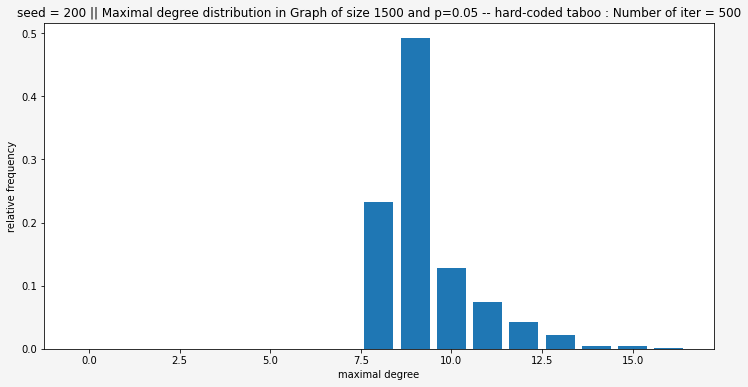 seed = 200 || Maximal degree distribution in Graph of size 1500 and p=0.05 -- hard-coded taboo : Number of iter = 500
0.5
0.4
0.3
0.2
0.1
0.0
relative frequency
0.0 2.5 5.0 7.5 10.0 12.5 15.0
maximal degree